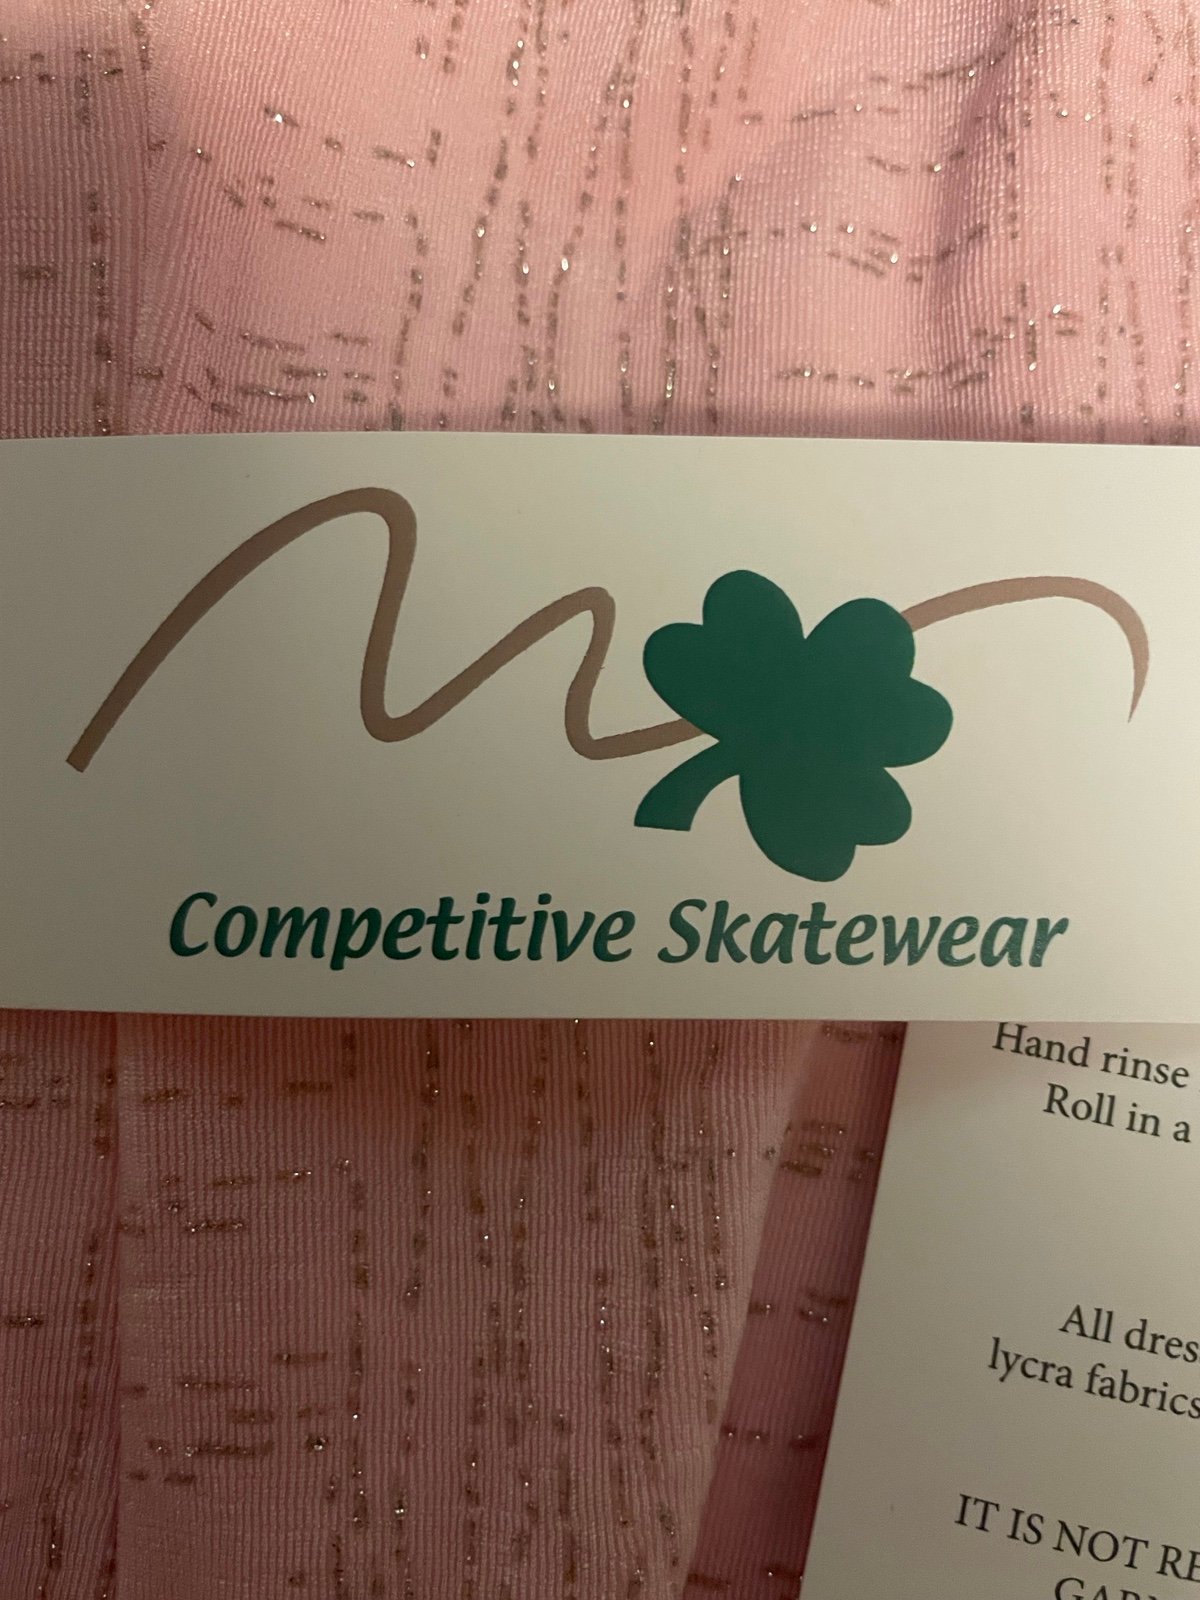 Competitive Skatewear
Hand rinse
Roll in a
All dres
lycra fabrics
IT IS NOT RE